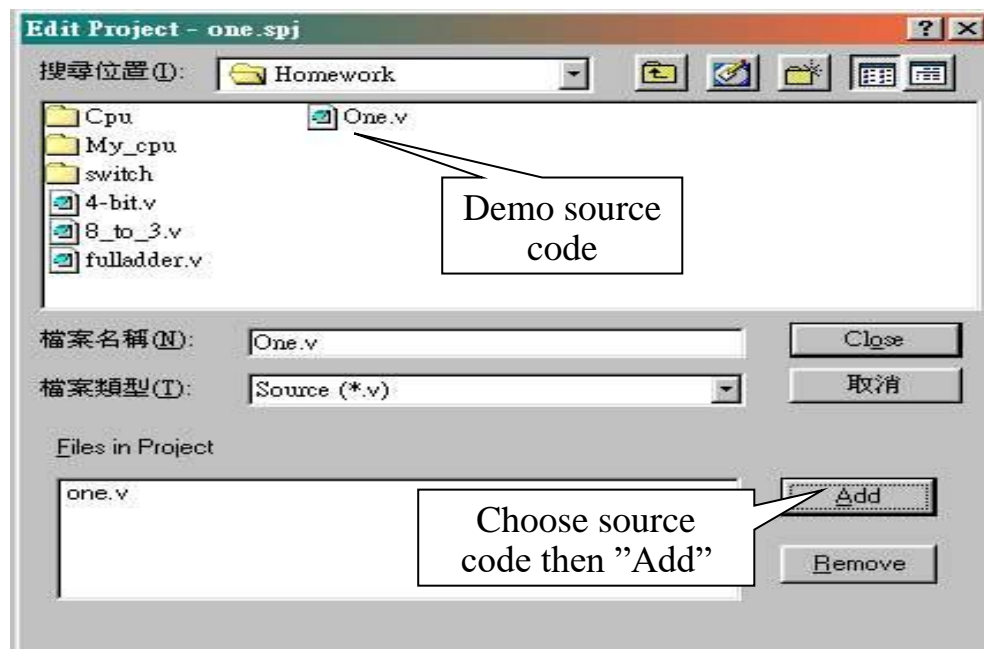 Edit Project - one.spj
搜尋位置(I): Homework
Cpu
My_cpu
switch
4-bit.v
8_to_3.v
fulladder.v
One.v
Demo source
code
檔案名稱(N): One.v
Close
檔案類型(T): Source (*.v)
取消
Files in Project
one.v
Add
Choose source
code then ”Add”
Remove